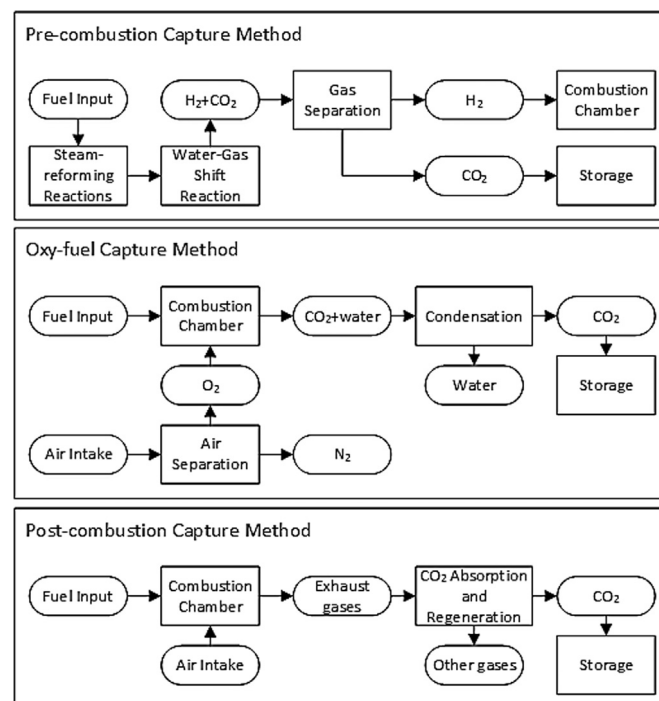 Pre-combustion Capture Method
Fuel Input
H₂+CO₂
Gas
Separation
H₂
Combustion
Chamber
Steam-
reforming
Reactions
Water-Gas
Shift
Reaction
CO₂
Storage
Oxy-fuel Capture Method
Fuel Input
Combustion
Chamber
CO₂+water
Condensation
CO₂
O₂
Water
Storage
Air Intake
Air
Separation
N₂
Post-combustion Capture Method
Fuel Input
Combustion
Chamber
Exhaust
gases
CO₂ Absorption
and
Regeneration
CO₂
Air Intake
Other gases
Storage